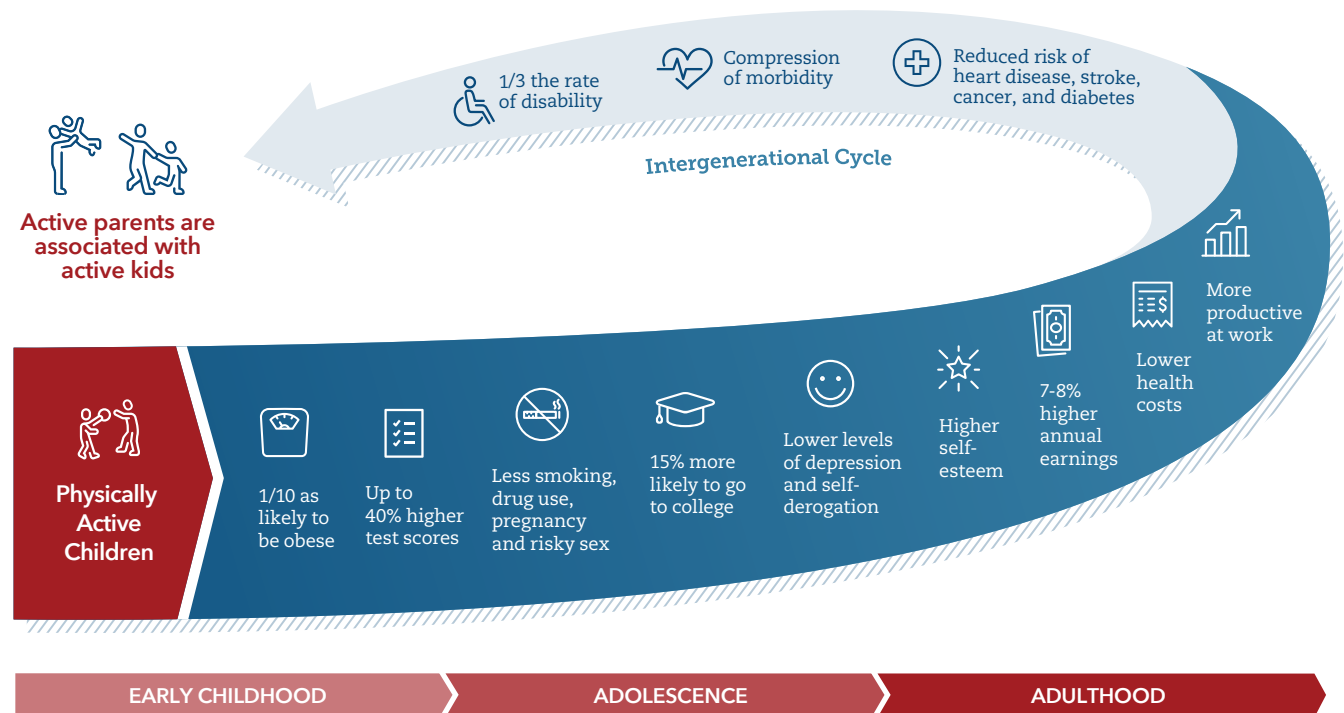 1/3 the rate
of disability
Compression
of morbidity
Reduced risk of
heart disease, stroke,
cancer, and diabetes
Intergenerational Cycle
Active parents are
associated with
active kids
Physically
Active
Children
1/10 as
likely to
be obese
Up to
40% higher
test scores
Less smoking,
drug use,
pregnancy
and risky sex
15% more
likely to go
to college
Lower levels
of depression
and self-
derogation
Higher
self-
esteem
7-8%
higher
annual
earnings
$
Lower
health
costs
More
productive
at work
EARLY CHILDHOOD
ADOLESCENCE
ADULTHOOD